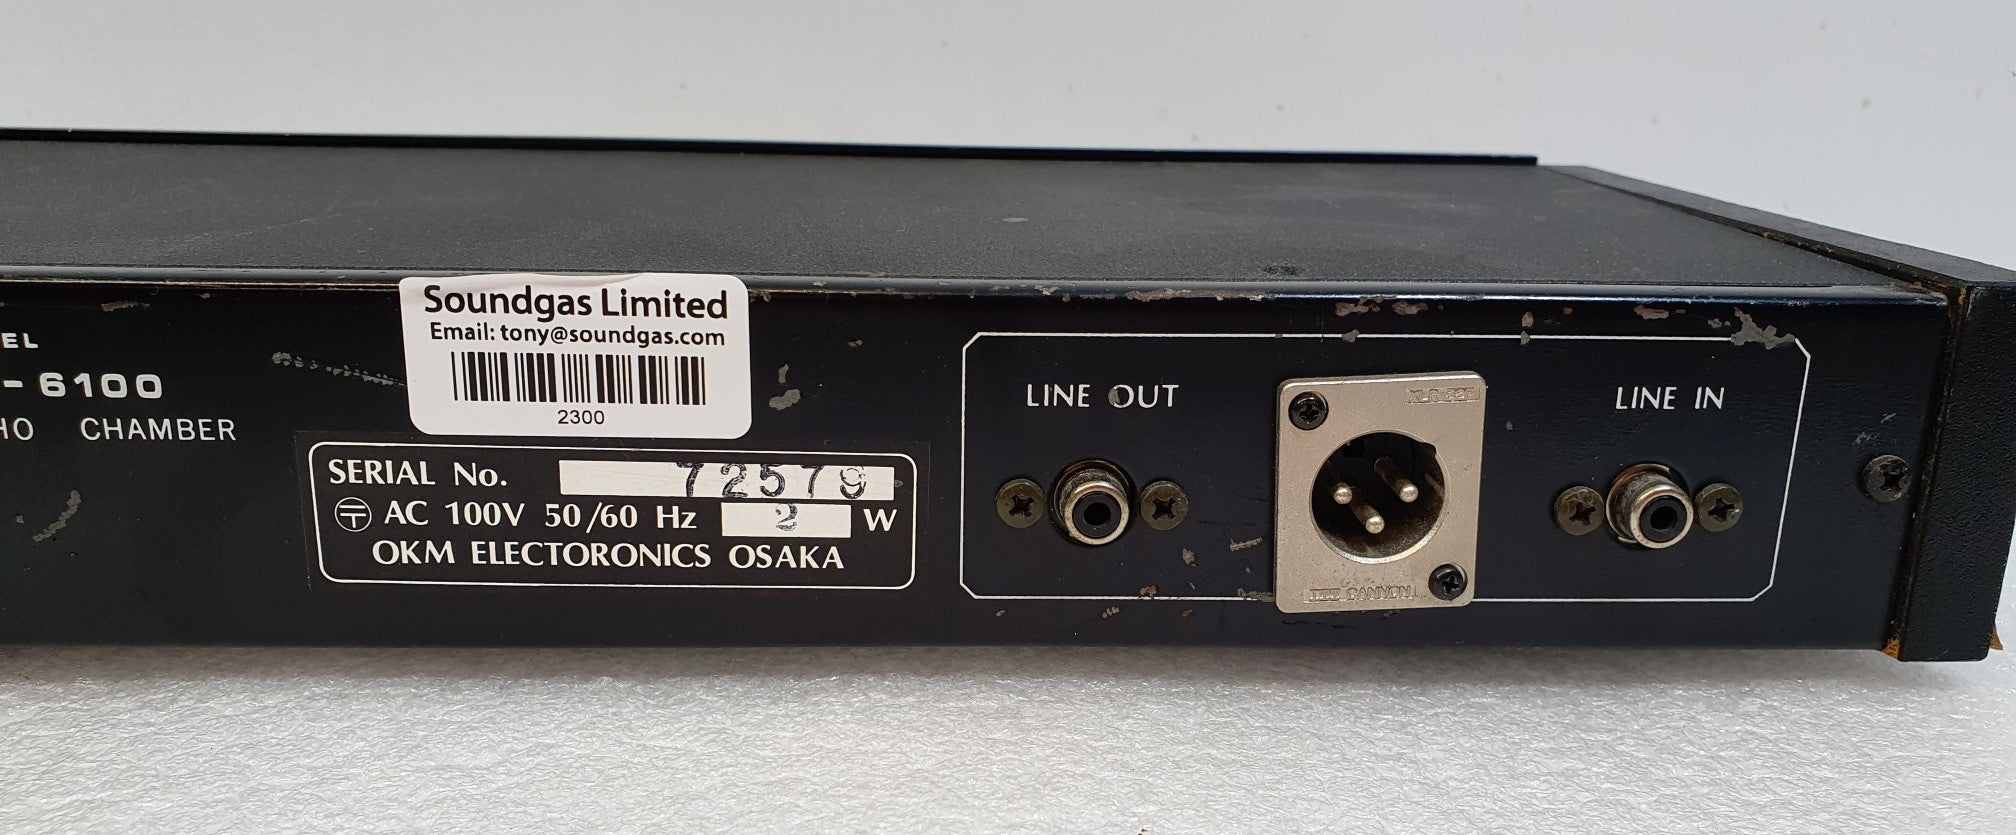 EL
-6100
HO CHAMBER
Soundgas Limited
Email: tony@soundgas.com
2300
SERIAL No. 72579
AC 100V 50/60 Hz 2 W
OKM ELECTORONICS OSAKA
LINE OUT
CANNON
LINE IN